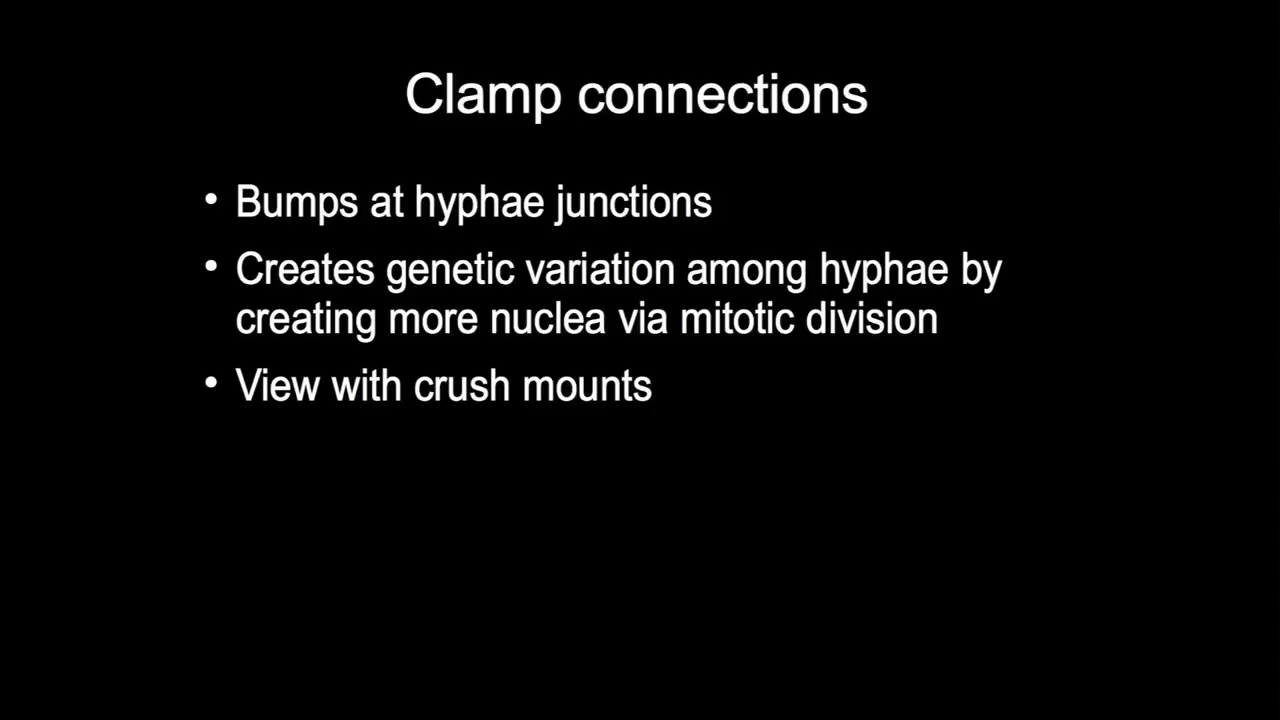 Clamp connections
• Bumps at hyphae junctions
• Creates genetic variation among hyphae by
creating more nuclea via mitotic division
• View with crush mounts